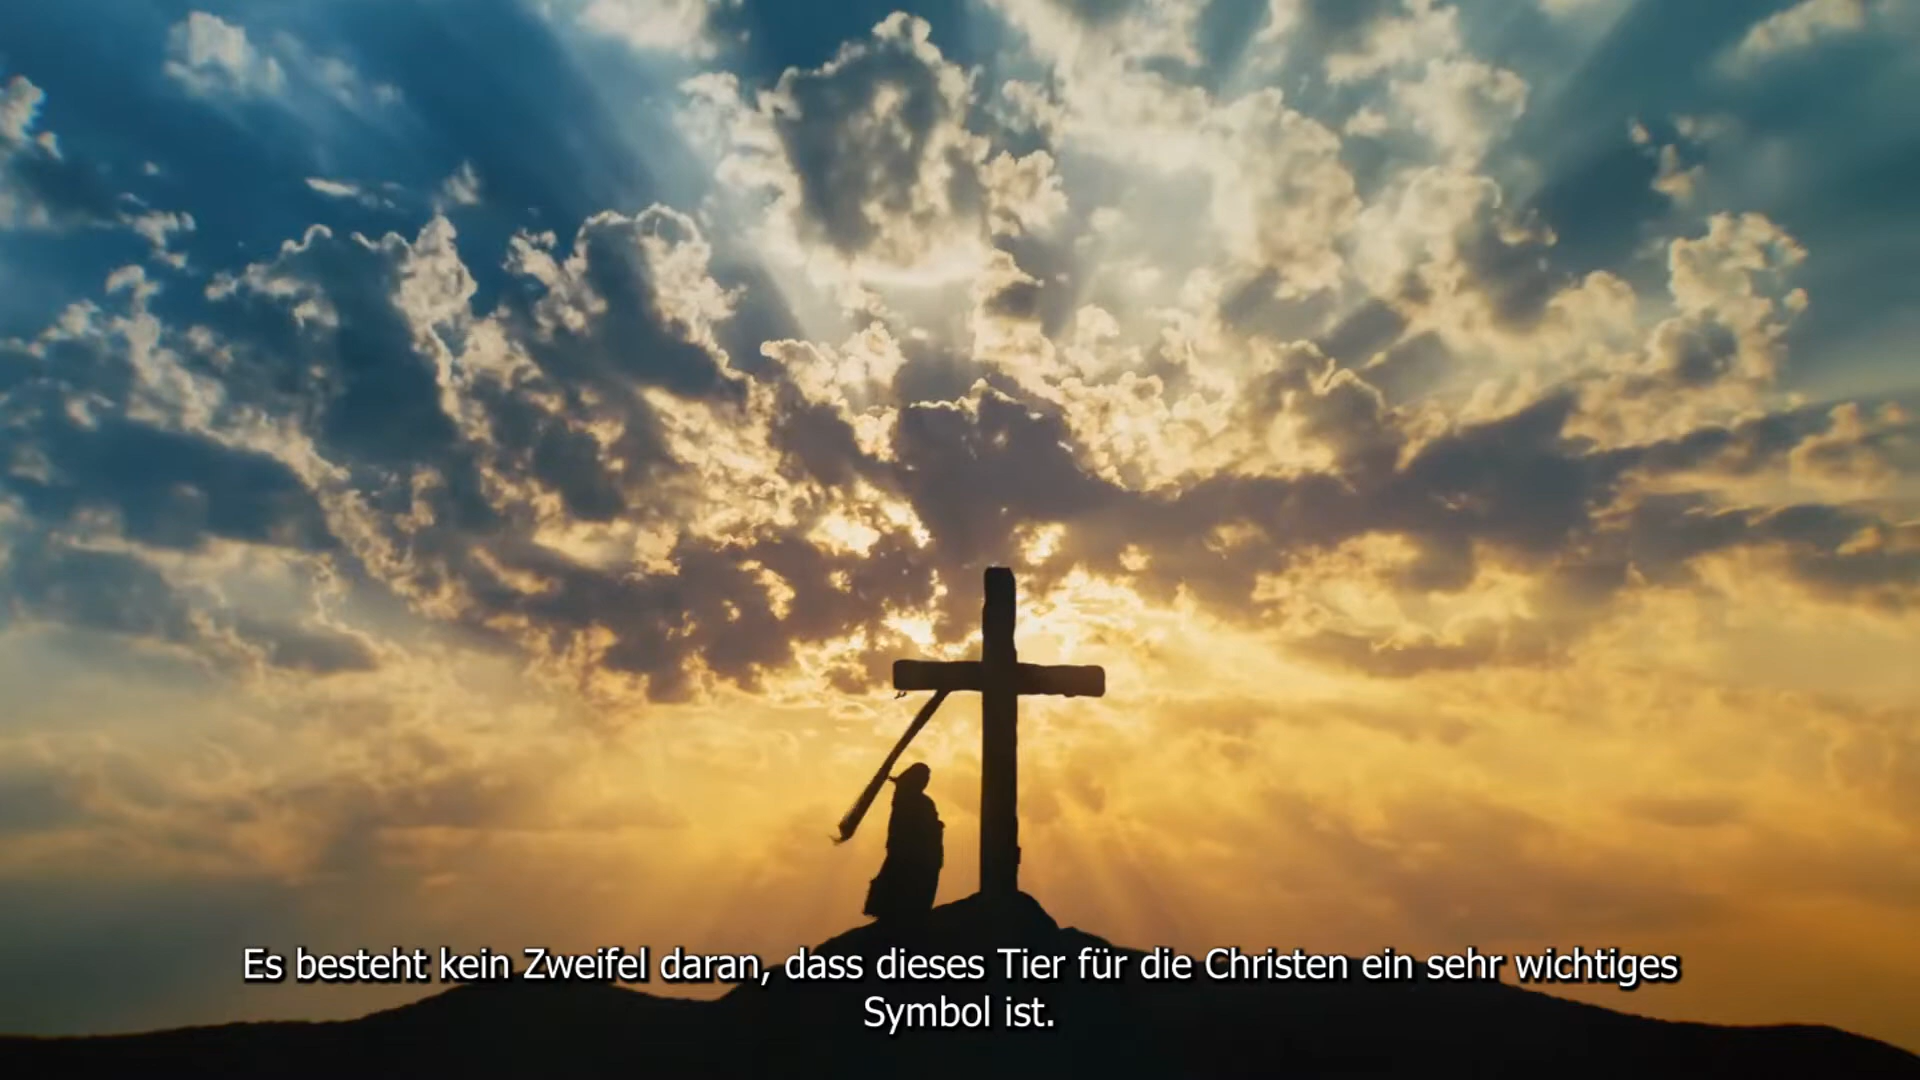 Es besteht kein Zweifel daran, dass dieses Tier für die Christen ein sehr wichtiges
Symbol ist.